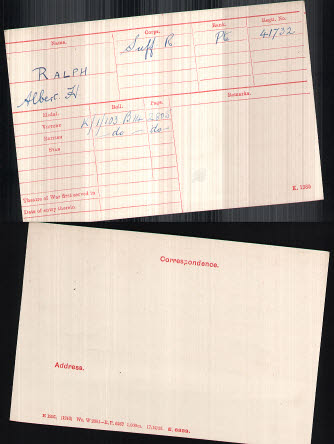 Name. Corps. Rank. Regtl. No.
RALPH Suff R Pte 41732
Albert H
Medal. Roll. Page.
Victory
British do do
Star
Remarks.
Theatre of War first served in
Date of entry therein
K. 1380
Correspondence.
Address.